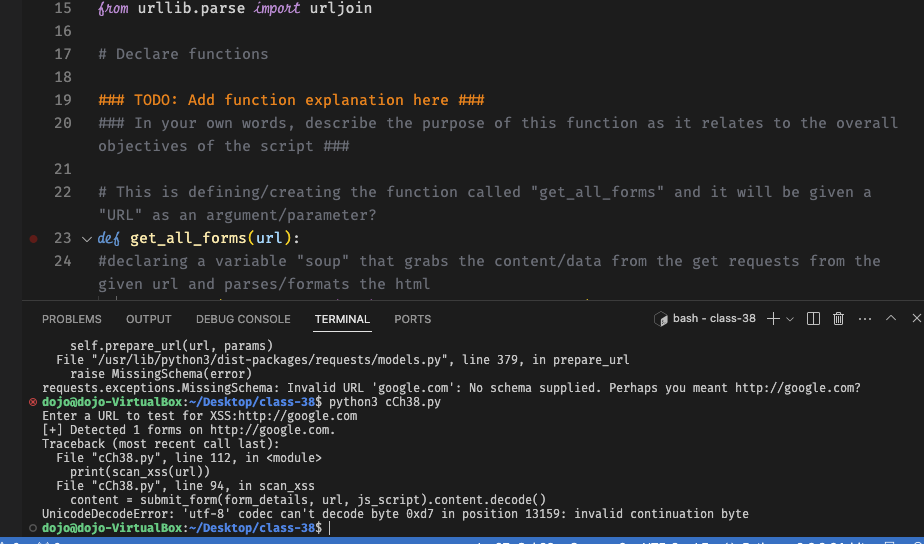 15 from urllib.parse import urljoin
16
17 # Declare functions
18
19 ### TODO: Add function explanation here ###
20 ### In your own words, describe the purpose of this function as it relates to the overall
objectives of the script ###
21
22 # This is defining/creating the function called "get_all_forms" and it will be given a
"URL" as an argument/parameter?
23 def get_all_forms(url):
24 #declaring a variable "soup" that grabs the content/data from the get requests from the
given url and parses/formats the html
PROBLEMS OUTPUT DEBUG CONSOLE TERMINAL PORTS bash - class-38
self.prepare_url(url, params)
File "/usr/lib/python3/dist-packages/requests/models.py", line 379, in prepare_url
raise MissingSchema(error)
requests.exceptions.MissingSchema: Invalid URL 'google.com': No schema supplied. Perhaps you meant http://google.com?
dojo@dojo-VirtualBox:~/Desktop/class-38$ python3 cCh38.py
Enter a URL to test for XSS:http://google.com
[+] Detected 1 forms on http://google.com.
Traceback (most recent call last):
File "cCh38.py", line 112, in <module>
print(scan_xss(url))
File "cCh38.py", line 94, in scan_xss
content = submit_form(form_details, url, js_script).content.decode()
UnicodeDecodeError: 'utf-8' codec can't decode byte 0xd7 in position 13159: invalid continuation byte
dojo@dojo-VirtualBox:~/Desktop/class-38$